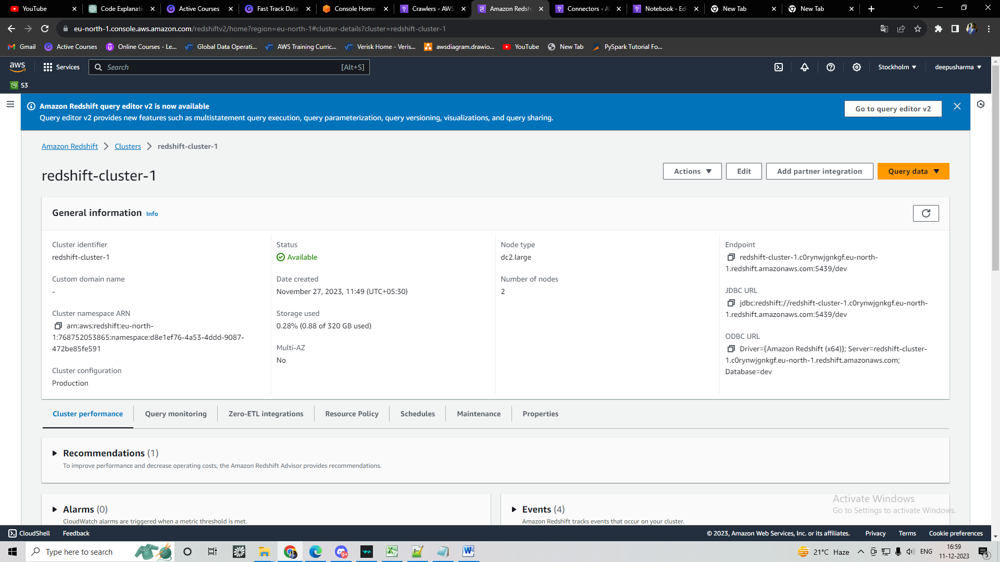 YouTube
Code Explanatio
Active Courses
Fast Track Data
Console Home
Crawlers - AWS
Amazon Redshi
Connectors - A
Notebook - Edi
New Tab
New Tab
eu-north-1.console.aws.amazon.com/redshiftv2/home?region=eu-north-1#cluster-details?cluster=redshift-cluster-1
Gmail
Active Courses
Online Courses - Le...
Global Data Operati...
AWS Training Curric...
Verisk Home - Veris...
awsdiagram.drawio...
YouTube
New Tab
PySpark Tutorial Fo...
aws
Services
Search
[Alt+S]
Stockholm
deepusharma
S3
Amazon Redshift query editor v2 is now available
Query editor v2 provides new features such as multistatement query execution, query parameterization, query versioning, visualizations, and query sharing.
Go to query editor v2
Amazon Redshift
Clusters
redshift-cluster-1
redshift-cluster-1
Actions
Edit
Add partner integration
Query data
General information Info
Cluster identifier
redshift-cluster-1
Custom domain name
-
Cluster namespace ARN
arn:aws:redshift:eu-north-
1:768752053865:namespace:d8e1ef76-4a53-4ddd-9087-
472be85fe591
Cluster configuration
Production
Status
Available
Date created
November 27, 2023, 11:49 (UTC+05:30)
Storage used
0.28% (0.88 of 320 GB used)
Multi-AZ
No
Node type
dc2.large
Number of nodes
2
Endpoint
redshift-cluster-1.c0rynwjgnkgf.eu-north-
1.redshift.amazonaws.com:5439/dev
JDBC URL
jdbc:redshift://redshift-cluster-1.c0rynwjgnkgf.eu-north-
1.redshift.amazonaws.com:5439/dev
ODBC URL
Driver={Amazon Redshift (x64)}; Server=redshift-cluster-
1.c0rynwjgnkgf.eu-north-1.redshift.amazonaws.com;
Database=dev
Cluster performance
Query monitoring
Zero-ETL integrations
Resource Policy
Schedules
Maintenance
Properties
Recommendations (1)
To improve performance and decrease operating costs, the Amazon Redshift Advisor provides recommendations.
Alarms (0)
CloudWatch alarms are triggered when a metric threshold is met.
Events (4)
Amazon Redshift tracks events that occur on your cluster.
Activate Windows
Go to Settings to activate Windows.
CloudShell
Feedback
© 2023, Amazon Web Services, Inc. or its affiliates.
Privacy
Terms
Cookie preferences
Type here to search
9+
21°C Haze
ENG
16:59
11-12-2023
5